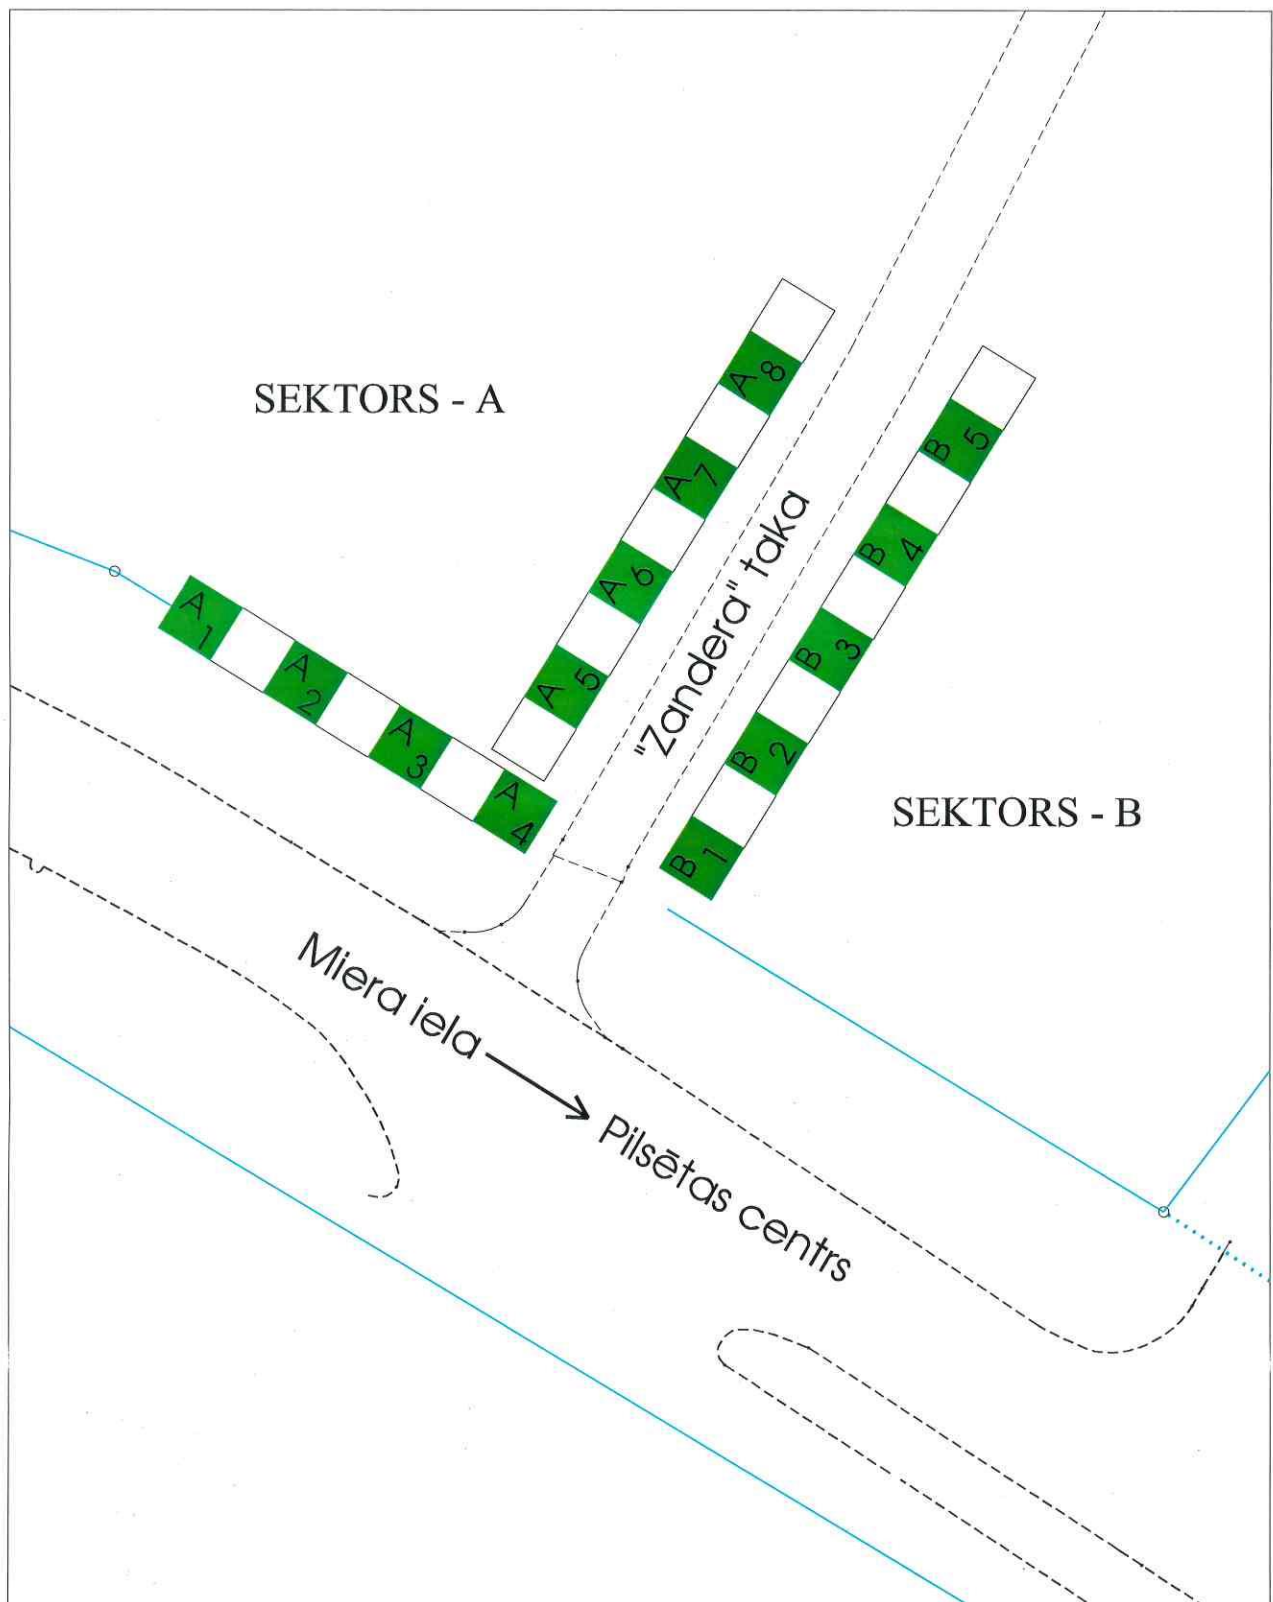 SEKTORS - A
A 8
A 7
A 6
A 5
A 1
A 2
A 3
A 4
"Zandera" taka
B 5
B 4
B 3
B 2
B 1
SEKTORS - B
Miera iela
Pilsētas centrs